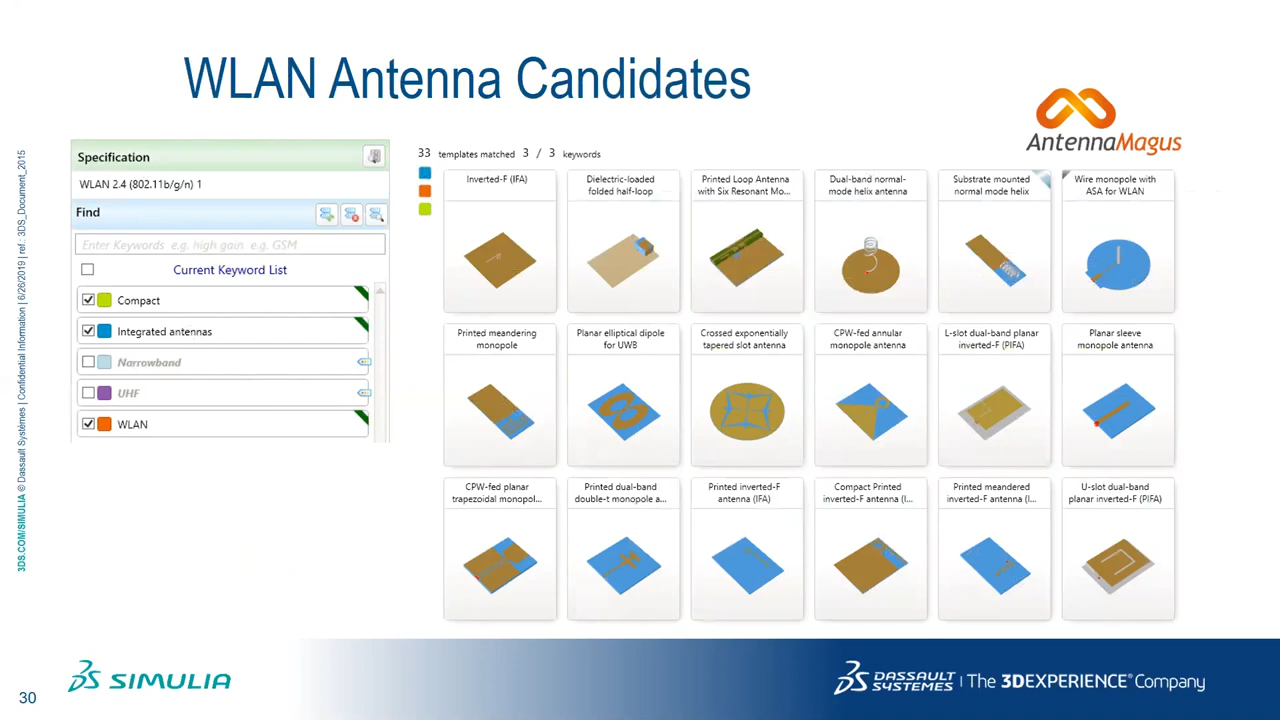 WLAN Antenna Candidates
AntennaMagus
3DS.COM/SIMULIA © Dassault Systèmes | Confidential Information | 6/26/2019 | ref.: 3DS_Document_2015
Specification
WLAN 2.4 (802.11b/g/n) 1
Find
Enter Keywords e.g. high gain e.g. GSM
Current Keyword List
Compact
Integrated antennas
Narrowband
UHF
WLAN
33 templates matched 3 / 3 keywords
Inverted-F (IFA)
Dielectric-loaded
folded half-loop
Printed Loop Antenna
with Six Resonant Mo...
Dual-band normal-
mode helix antenna
Substrate mounted
normal mode helix
Wire monopole with
ASA for WLAN
Printed meandering
monopole
Planar elliptical dipole
for UWB
Crossed exponentially
tapered slot antenna
CPW-fed annular
monopole antenna
L-slot dual-band planar
inverted-F (PIFA)
Planar sleeve
monopole antenna
CPW-fed planar
trapezoidal monopol...
Printed dual-band
double-t monopole a...
Printed inverted-F
antenna (IFA)
Compact Printed
inverted-F antenna (I...
Printed meandered
inverted-F antenna (I...
U-slot dual-band
planar inverted-F (PIFA)
SIMULIA
DASSAULT
SYSTEMES | The 3DEXPERIENCE® Company
30